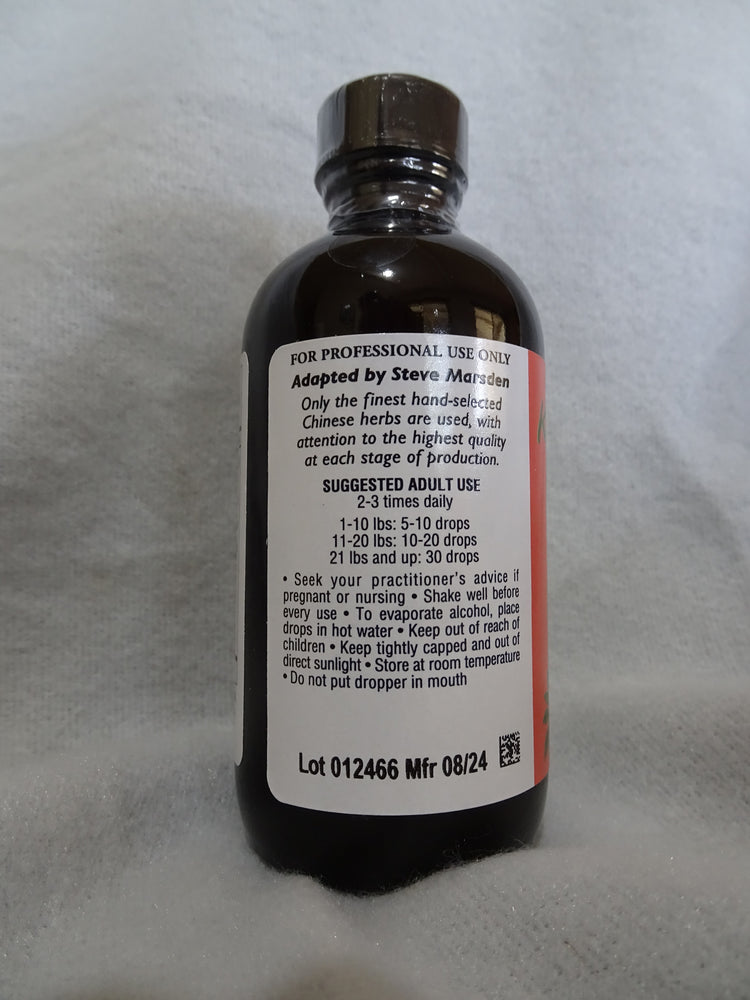 FOR PROFESSIONAL USE ONLY
Adapted by Steve Marsden
Only the finest hand-selected
Chinese herbs are used, with
attention to the highest quality
at each stage of production.
SUGGESTED ADULT USE
2-3 times daily
1-10 lbs: 5-10 drops
11-20 lbs: 10-20 drops
21 lbs and up: 30 drops
• Seek your practitioner's advice if
pregnant or nursing • Shake well before
every use • To evaporate alcohol, place
drops in hot water • Keep out of reach of
children • Keep tightly capped and out of
direct sunlight • Store at room temperature
• Do not put dropper in mouth
Lot 012466 Mfr 08/24